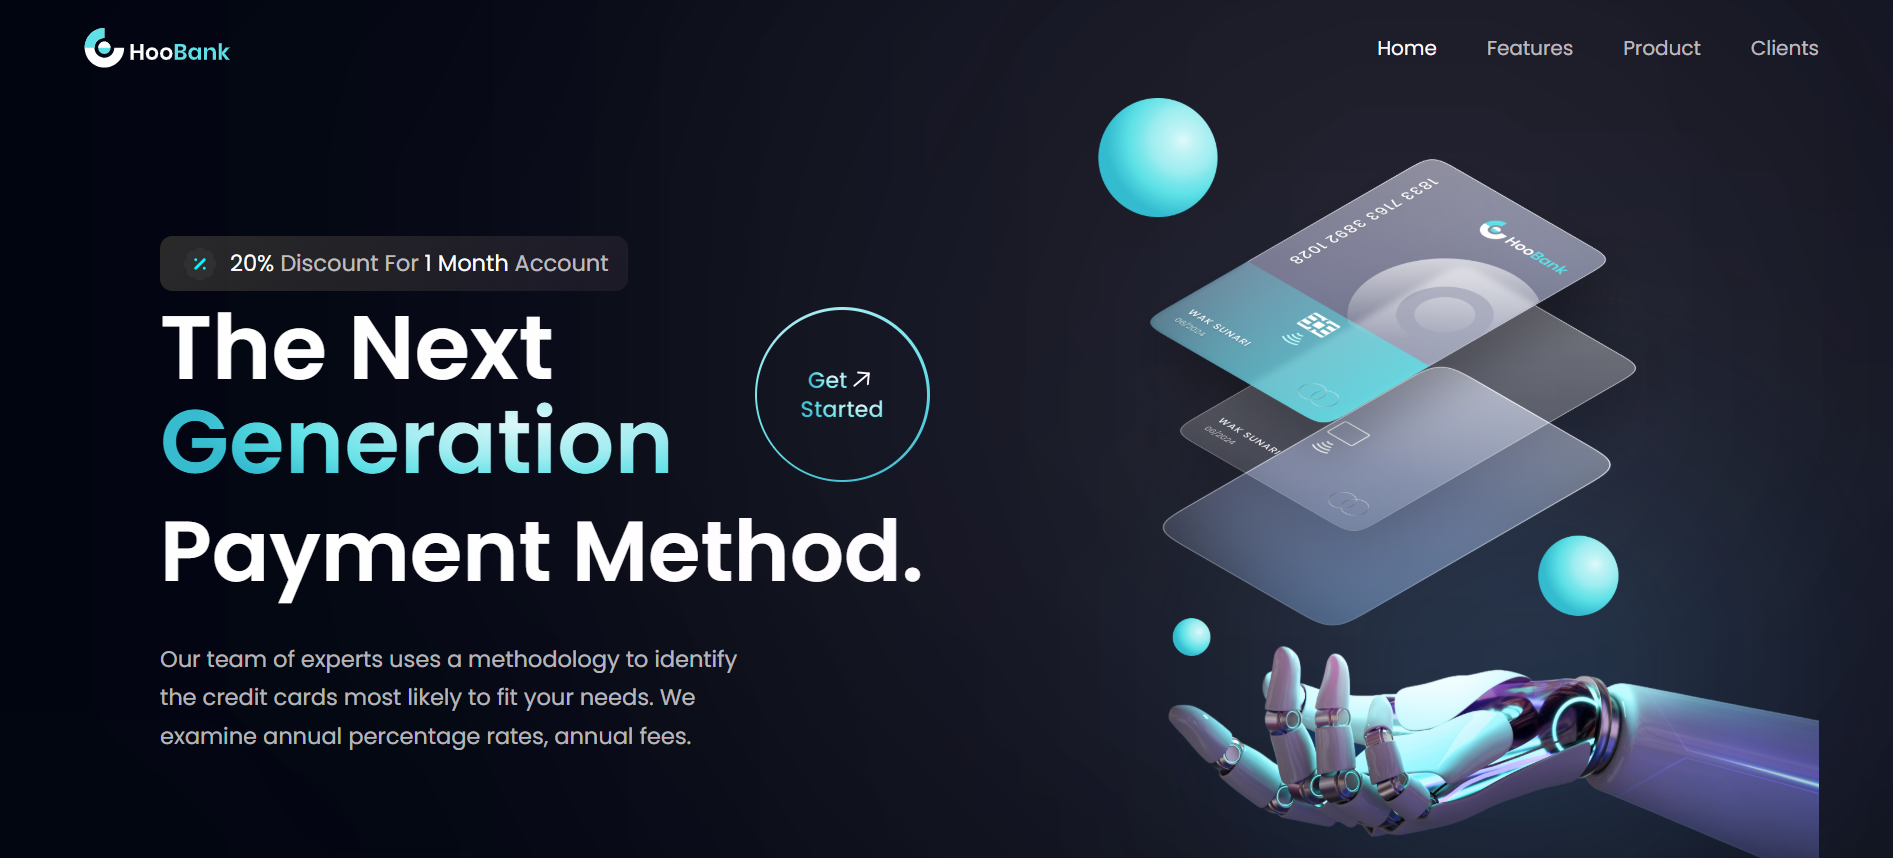 HooBank
Home Features Product Clients
20% Discount For 1 Month Account
The Next
Generation
Payment Method.
Get
Started
Our team of experts uses a methodology to identify
the credit cards most likely to fit your needs. We
examine annual percentage rates, annual fees.
1833 7163 3892 1028
HooBank
WAK SUNARI
08/2024
WAK SUNARI
08/2024